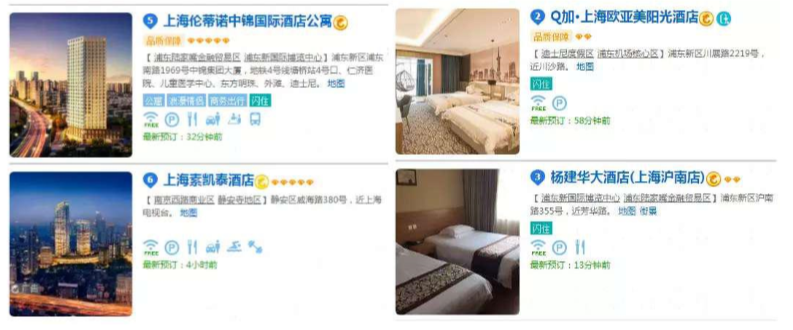 5 上海伦蒂诺中锦国际酒店公寓
品质保障
【 浦东陆家嘴金融贸易区 浦东新国际博览中心】浦东新区浦东
南路1969号中锦集团大厦,地铁4号线塘桥站4号口、仁济医
院、儿童医学中心、东方明珠、外滩、迪士尼。 地图
公寓 浪漫情侣 商务出行 闪住
FREE
最新预订:32分钟前
6 上海素凯泰酒店
【 南京西路商业区 静安寺地区】静安区威海路380号,近上海
电视台。 地图
FREE
最新预订:4小时前
2 Q加·上海欧亚美阳光酒店
品质保障
【 迪士尼度假区 浦东机场核心区】浦东新区川展路2219号,
近川沙路。 地图
闪住
FREE
最新预订:58分钟前
3 杨建华大酒店(上海沪南店)
【 浦东新国际博览中心 浦东陆家嘴金融贸易区】浦东新区沪南
路355号,近芳华路。 地图 街景
闪住
FREE
最新预订:13分钟前